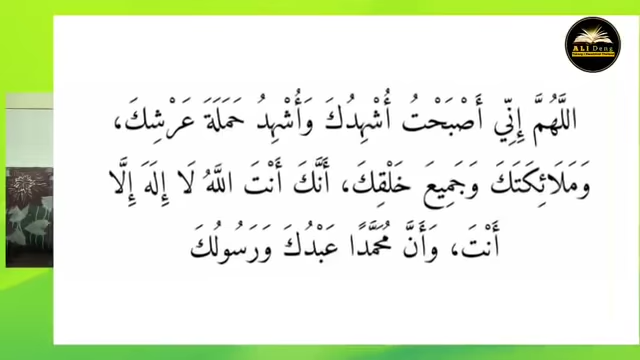 ALI Deng
اللَّهُمَّ إِنِّي أَصْبَحْتُ أُشْهِدُكَ وَأُشْهِدُ حَمَلَةَ عَرْشِكَ،
وَمَلَائِكَتَكَ وَجَمِيعَ خَلْقِكَ، أَنَّكَ أَنْتَ اللَّهُ لَا إِلَهَ إِلَّا
أَنْتَ، وَأَنَّ مُحَمَّدًا عَبْدُكَ وَرَسُولُكَ